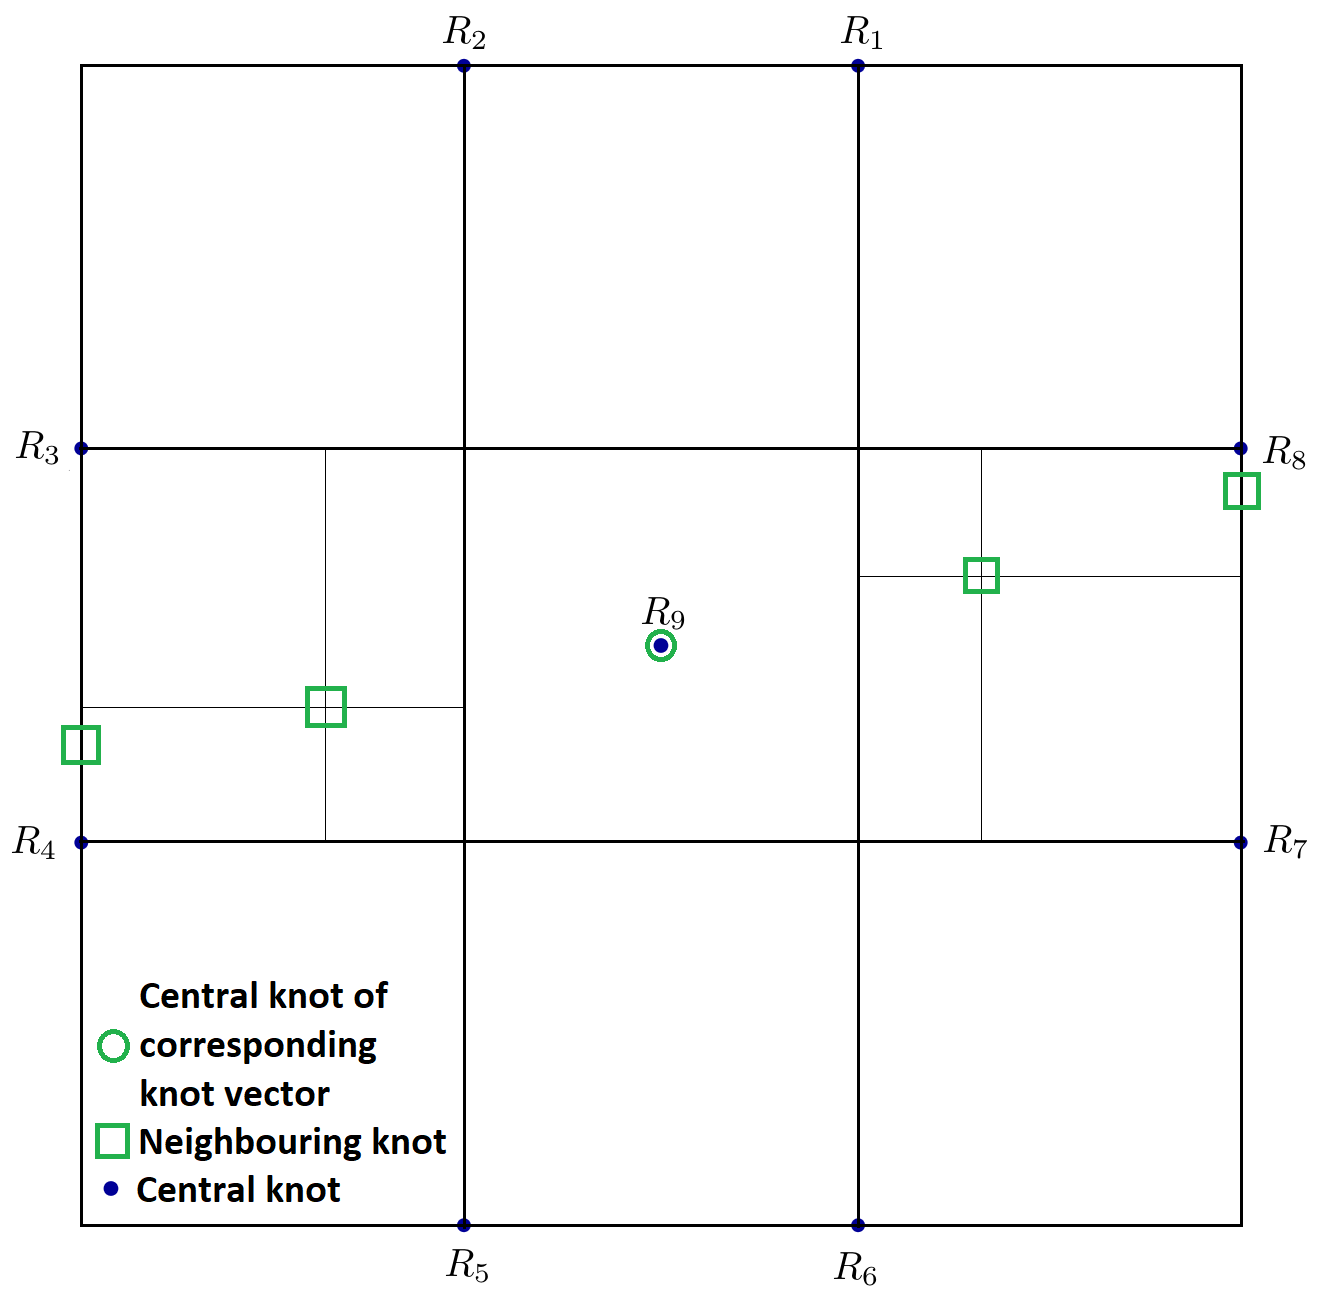 R2 R1
R3 R8
R9
R4 R7
Central knot of
corresponding
knot vector
Neighbouring knot
Central knot
R5 R6